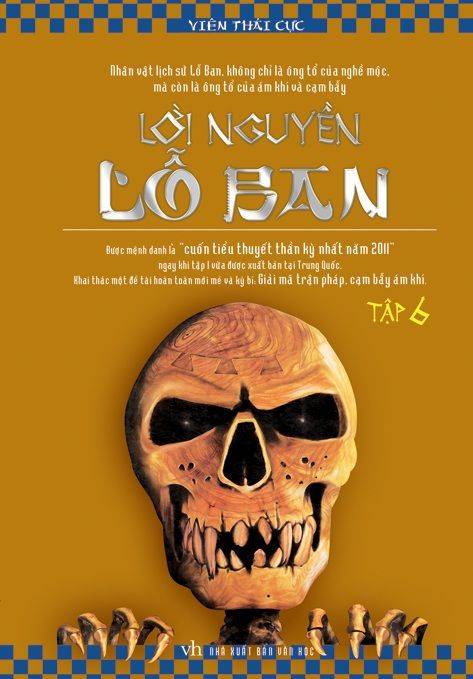 VIÊN THÁI CỰC
Nhân vật lịch sử Lỗ Ban, không chỉ là ông tổ của nghề mộc,
mà còn là ông tổ của ám khí và cạm bẫy
LỜI NGUYỀN
LỖ BAN
Được mệnh danh là "cuốn tiểu thuyết thần kỳ nhất năm 2011"
ngay khi tập 1 vừa được xuất bản tại Trung Quốc.
Khai thác một đề tài hoàn toàn mới mẻ và kỳ bí: Giải mã trận pháp, cạm bẫy ám khí.
TẬP 6
vh NHÀ XUẤT BẢN VĂN HỌC